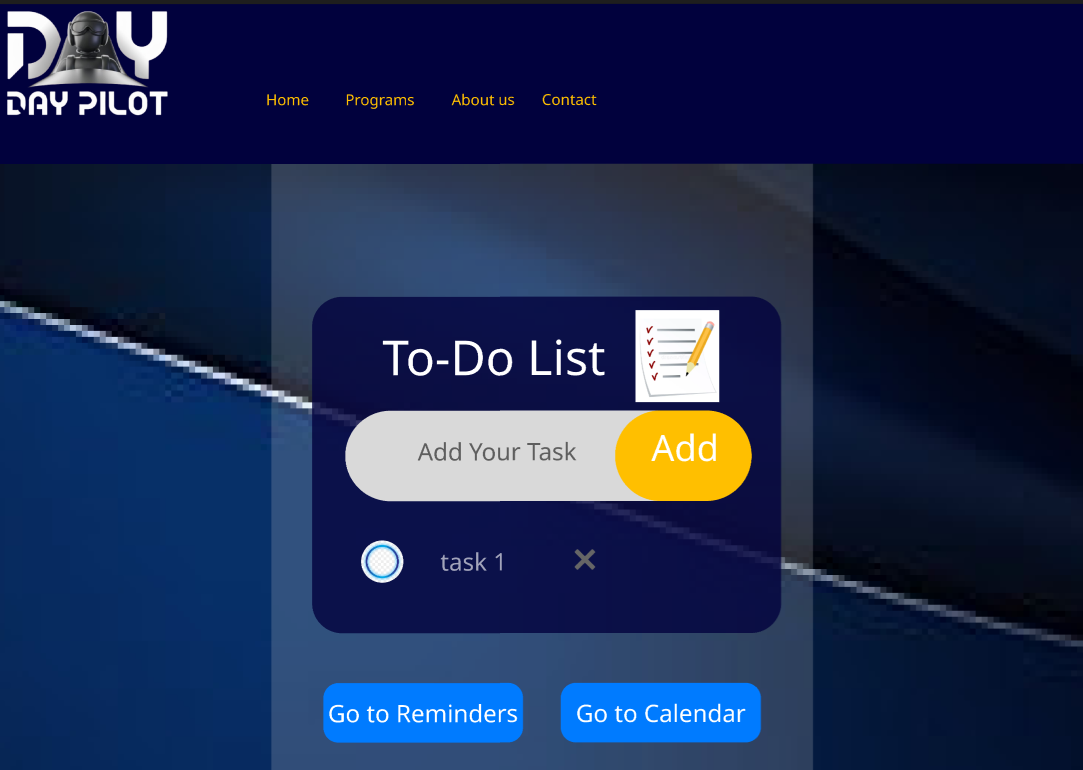 DAY
DAY PILOT
Home Programs About us Contact
To-Do List
Add Your Task Add
task 1 ×
Go to Reminders Go to Calendar